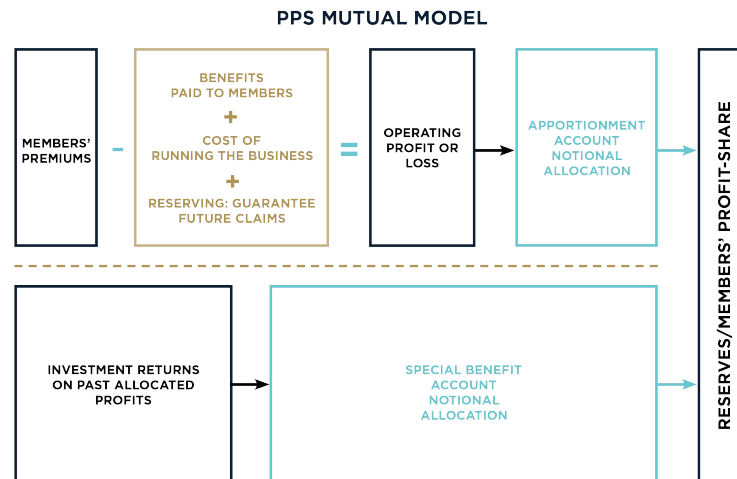 PPS MUTUAL MODEL
MEMBERS'
PREMIUMS
-
BENEFITS
PAID TO MEMBERS
+
COST OF
RUNNING THE BUSINESS
+
RESERVING: GUARANTEE
FUTURE CLAIMS
=
OPERATING
PROFIT OR
LOSS
APPORTIONMENT
ACCOUNT
NOTIONAL
ALLOCATION
RESERVES/MEMBERS' PROFIT-SHARE
INVESTMENT RETURNS
ON PAST ALLOCATED
PROFITS
SPECIAL BENEFIT
ACCOUNT
NOTIONAL
ALLOCATION